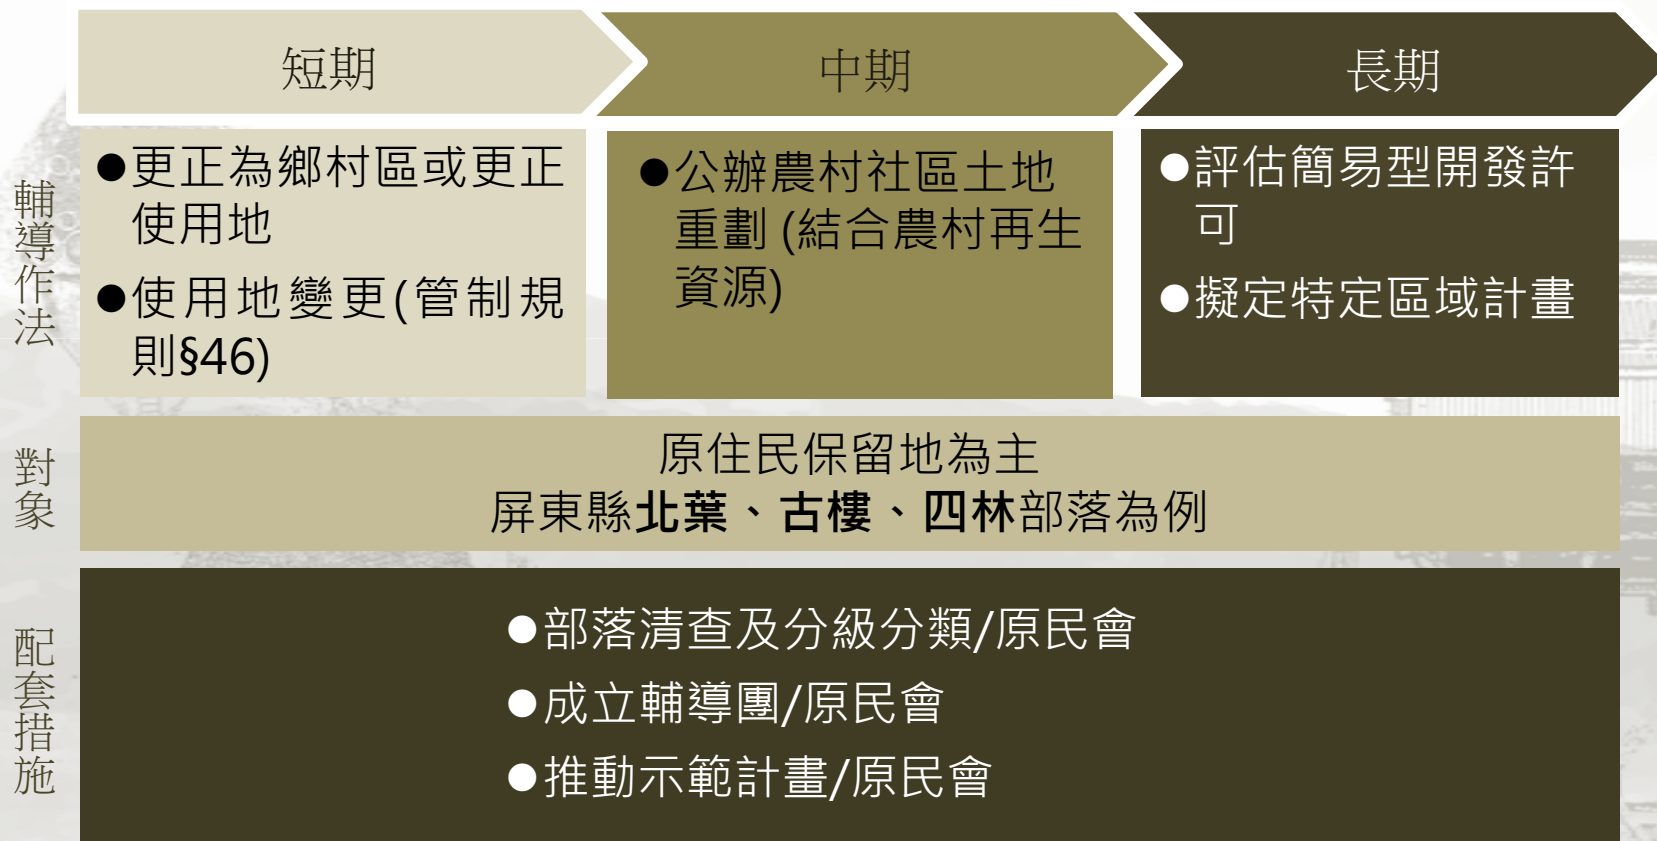 短期
中期
長期
輔導作法
●更正為鄉村區或更正
使用地
●使用地變更(管制規
則§46)
●公辦農村社區土地
重劃 (結合農村再生
資源)
●評估簡易型開發許
可
●擬定特定區域計畫
對象
原住民保留地為主
屏東縣北葉、古樓、四林部落為例
配套措施
●部落清查及分級分類/原民會
●成立輔導團/原民會
●推動示範計畫/原民會